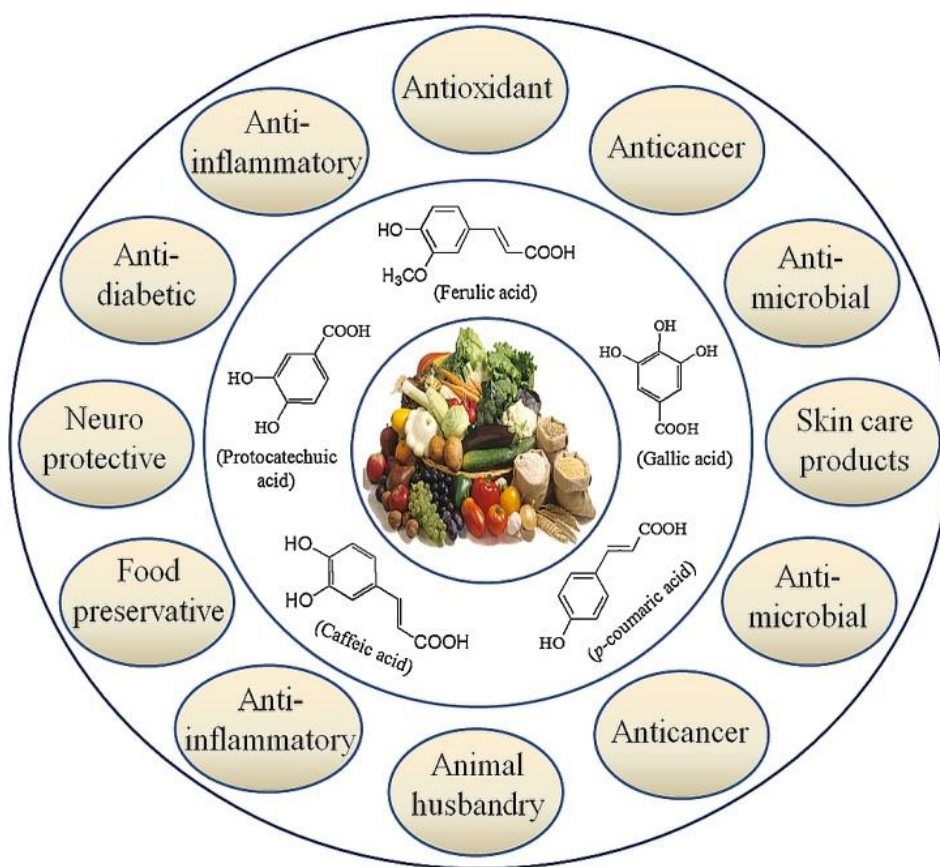 Antioxidant
Anti-
inflammatory
Anticancer
Anti-
diabetic
Anti-
microbial
Neuro
protective
Skin care
products
Food
preservative
Anti-
microbial
Anti-
inflammatory
Anticancer
Animal
husbandry
HO
H₃CO
COOH
(Ferulic acid)
COOH
HO
HO
(Protocatechuic
acid)
OH
HO
OH
COOH
(Gallic acid)
HO
HO
COOH
(Caffeic acid)
COOH
HO
(p-coumaric acid)